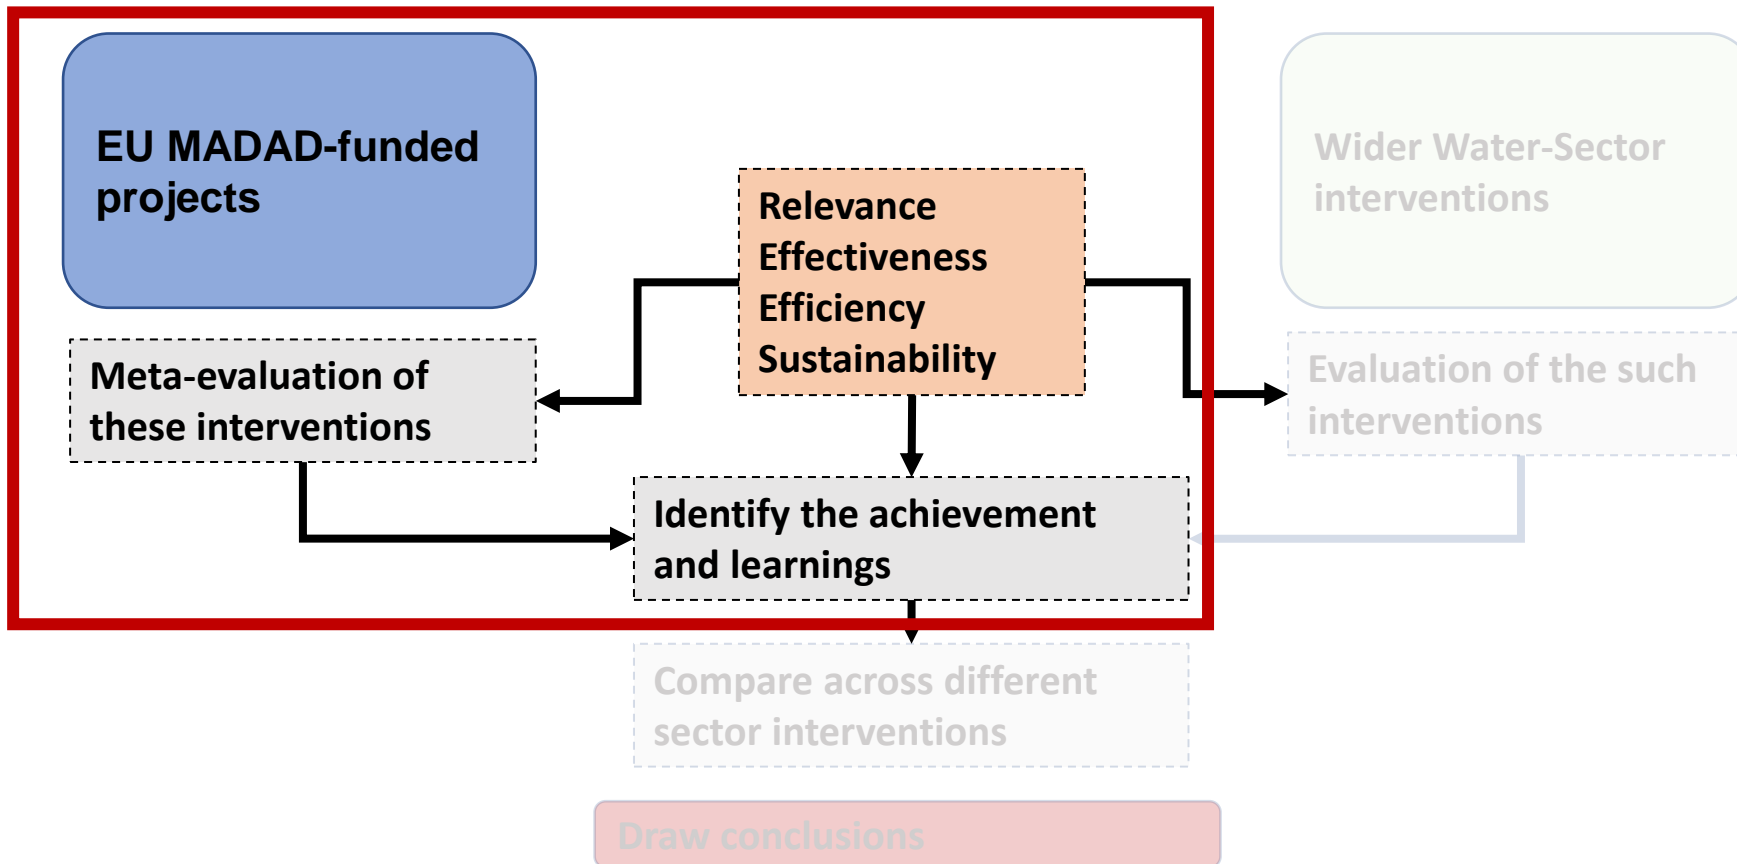 EU MADAD-funded
projects
Meta-evaluation of
these interventions
Relevance
Effectiveness
Efficiency
Sustainability
Wider Water-Sector
interventions
Evaluation of the such
interventions
Identify the achievement
and learnings
Compare across different
sector interventions
Draw conclusions